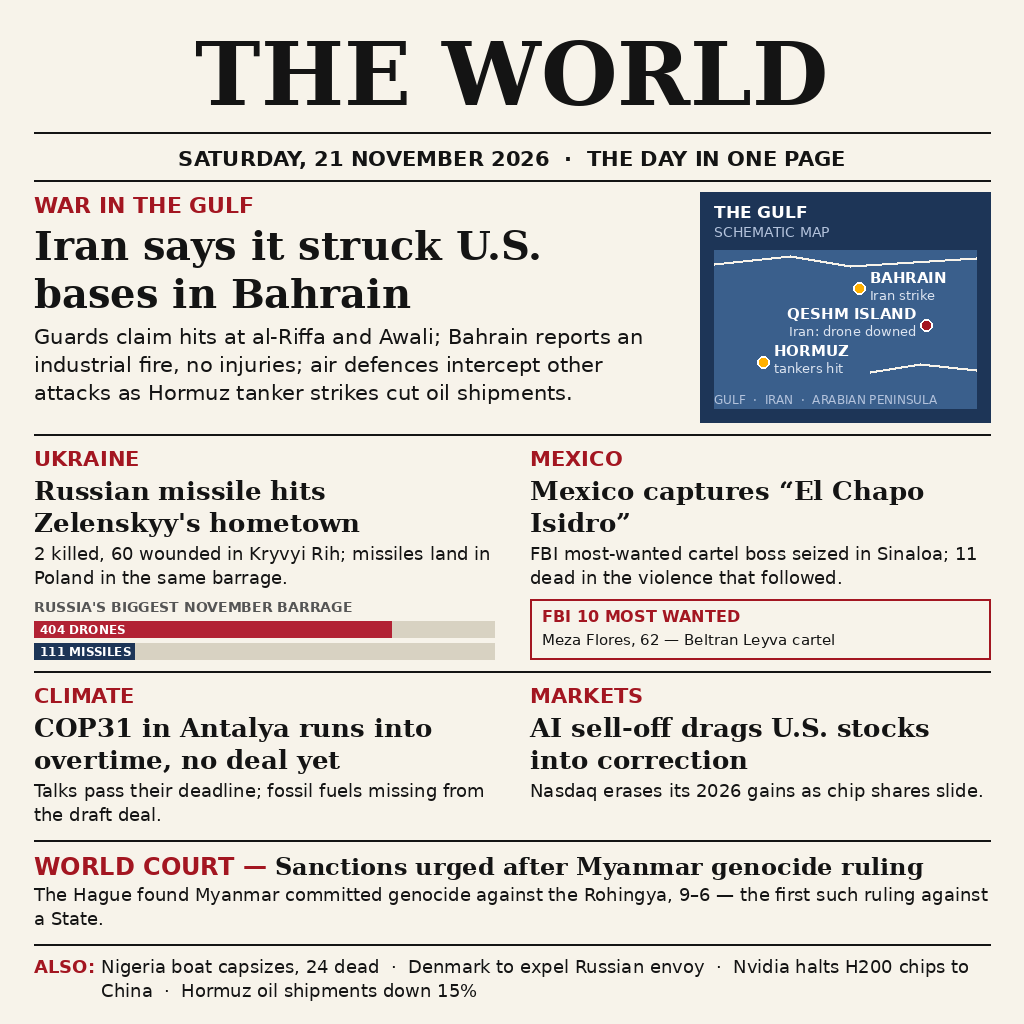 THE WORLD
SATURDAY, 21 NOVEMBER 2026 · THE DAY IN ONE PAGE
WAR IN THE GULF
Iran says it struck U.S.
bases in Bahrain
Guards claim hits at al-Riffa and Awali; Bahrain reports an
industrial fire, no injuries; air defences intercept other
attacks as Hormuz tanker strikes cut oil shipments.
THE GULF
SCHEMATIC MAP
BAHRAIN
Iran strike
QESHM ISLAND
Iran: drone downed
HORMUZ
tankers hit
GULF · IRAN · ARABIAN PENINSULA
UKRAINE
Russian missile hits
Zelenskyy's hometown
2 killed, 60 wounded in Kryvyi Rih; missiles land in
Poland in the same barrage.
RUSSIA'S BIGGEST NOVEMBER BARRAGE
404 DRONES
111 MISSILES
MEXICO
Mexico captures “El Chapo
Isidro”
FBI most-wanted cartel boss seized in Sinaloa; 11
dead in the violence that followed.
FBI 10 MOST WANTED
Meza Flores, 62 — Beltran Leyva cartel
CLIMATE
COP31 in Antalya runs into
overtime, no deal yet
Talks pass their deadline; fossil fuels missing from
the draft deal.
MARKETS
AI sell-off drags U.S. stocks
into correction
Nasdaq erases its 2026 gains as chip shares slide.
WORLD COURT — Sanctions urged after Myanmar genocide ruling
The Hague found Myanmar committed genocide against the Rohingya, 9–6 — the first such ruling against
a State.
ALSO: Nigeria boat capsizes, 24 dead · Denmark to expel Russian envoy · Nvidia halts H200 chips to
China · Hormuz oil shipments down 15%